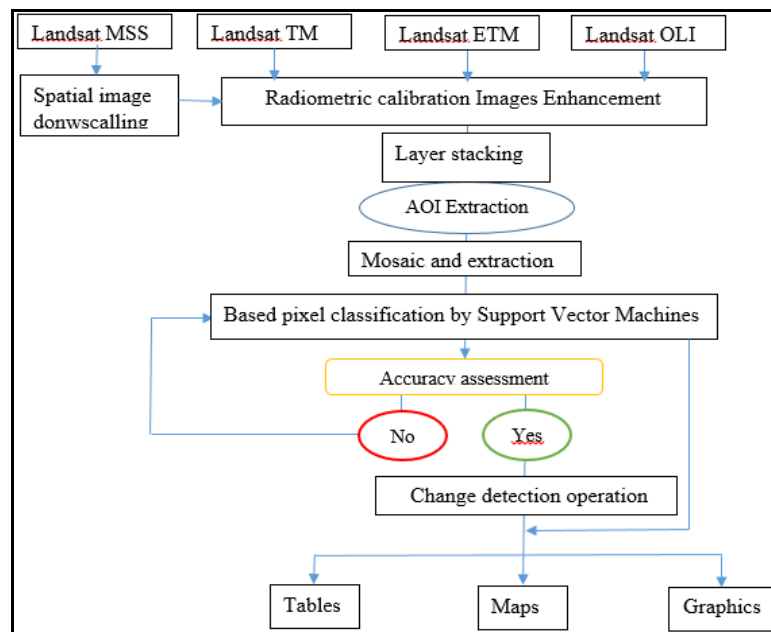 Landsat MSS
Landsat TM
Landsat ETM
Landsat OLI
Spatial image
donwscalling
Radiometric calibration Images Enhancement
Layer stacking
AOI Extraction
Mosaic and extraction
Based pixel classification by Support Vector Machines
Accuracy assessment
No
Yes
Change detection operation
Tables
Maps
Graphics